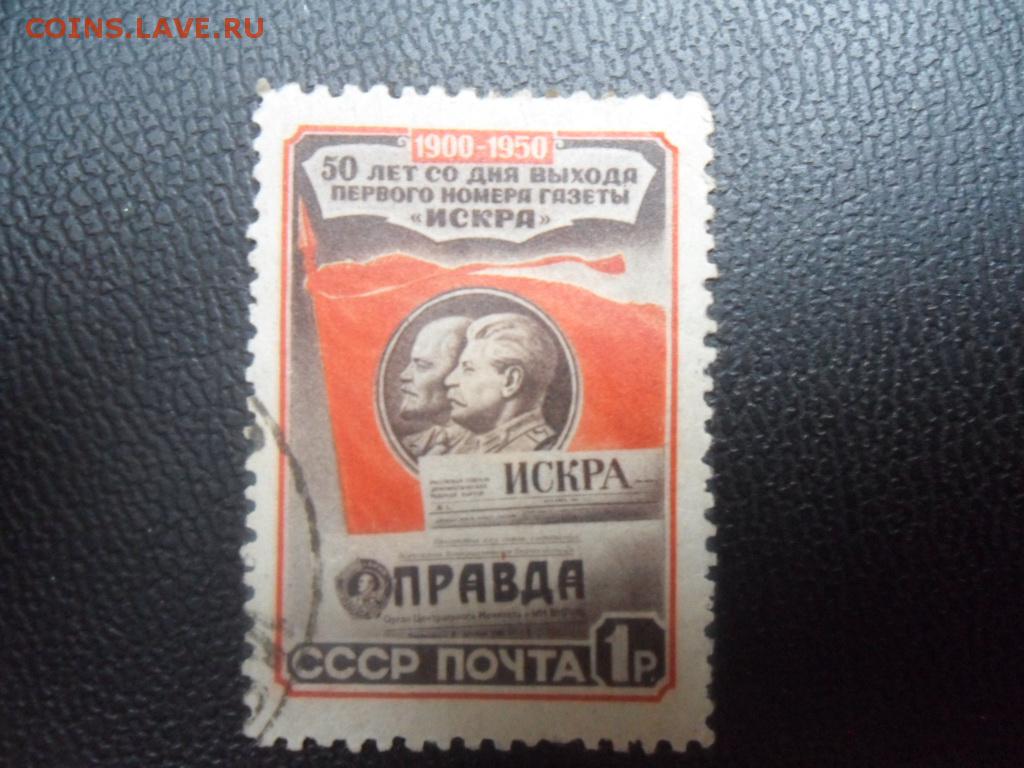 COINS.LAVE.RU
1900-1950
50 ЛЕТ СО ДНЯ ВЫХОДА
ПЕРВОГО НОМЕРА ГАЗЕТЫ
«ИСКРА»
ИСКРА
ПРАВДА
СССР ПОЧТА 1Р.